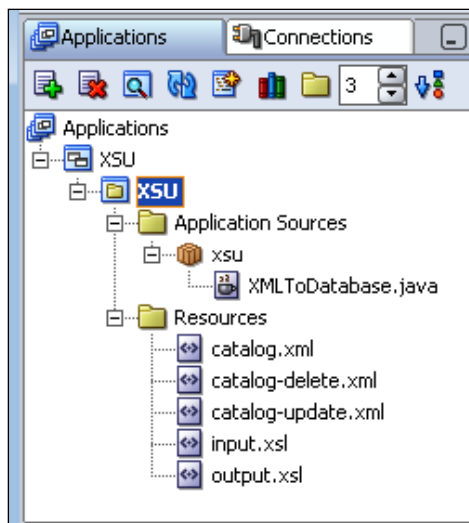 Applications Connections
3
Applications
XSU
XSU
Application Sources
xsu
XMLToDatabase.java
Resources
catalog.xml
catalog-delete.xml
catalog-update.xml
input.xsl
output.xsl